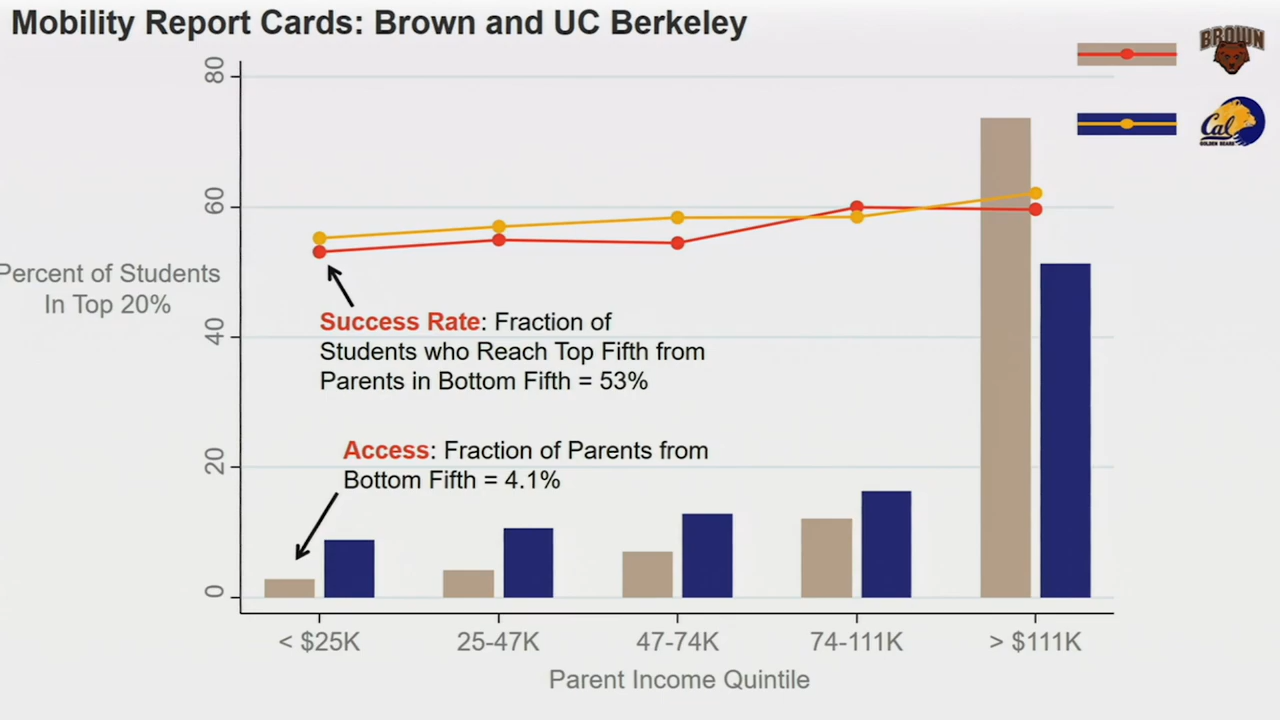 Mobility Report Cards: Brown and UC Berkeley
BROWN
Cal
GOLDEN BEARS
80
60
40
20
0
Percent of Students
In Top 20%
Success Rate: Fraction of
Students who Reach Top Fifth from
Parents in Bottom Fifth = 53%
Access: Fraction of Parents from
Bottom Fifth = 4.1%
< $25K
25-47K
47-74K
74-111K
> $111K
Parent Income Quintile